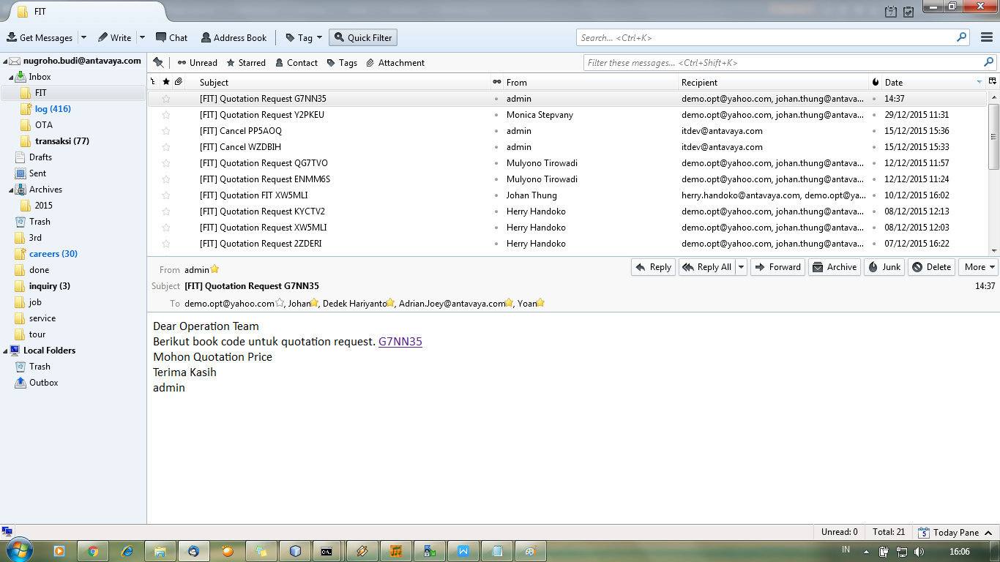 FIT
Get Messages Write Chat Address Book Tag Quick Filter Search... <Ctrl+K>
nugroho.budi@antavaya.com
Inbox
FIT
log (416)
OTA
transaksi (77)
Drafts
Sent
Archives
2015
Trash
3rd
careers (30)
done
inquiry (3)
job
service
tour
Local Folders
Trash
Outbox
Unread Starred Contact Tags Attachment Filter these messages... <Ctrl+Shift+K>
Subject From Recipient Date
[FIT] Quotation Request G7NN35 admin demo.opt@yahoo.com, johan.thung@antava... 14:37
[FIT] Quotation Request Y2PKEU Monica Stepvany demo.opt@yahoo.com, johan.thung@antava... 29/12/2015 11:31
[FIT] Cancel PP5AOQ admin itdev@antavaya.com 15/12/2015 15:36
[FIT] Cancel WZDBIH admin itdev@antavaya.com 15/12/2015 15:33
[FIT] Quotation Request QG7TVO Mulyono Tirowadi demo.opt@yahoo.com, johan.thung@antava... 12/12/2015 11:57
[FIT] Quotation Request ENMM6S Mulyono Tirowadi demo.opt@yahoo.com, johan.thung@antava... 12/12/2015 11:24
[FIT] Quotation FIT XW5MLI Johan Thung herry.handoko@antavaya.com, demo.opt@ya... 10/12/2015 16:02
[FIT] Quotation Request KYCTV2 Herry Handoko demo.opt@yahoo.com, johan.thung@antava... 08/12/2015 12:13
[FIT] Quotation Request XW5MLI Herry Handoko demo.opt@yahoo.com, johan.thung@antava... 08/12/2015 12:03
[FIT] Quotation Request 2ZDERI Herry Handoko demo.opt@yahoo.com, johan.thung@antava... 07/12/2015 16:22
From admin Reply Reply All Forward Archive Junk Delete More
Subject [FIT] Quotation Request G7NN35 14:37
To demo.opt@yahoo.com, Johan, Dedek Hariyanto, Adrian.Joey@antavaya.com, Yoan
Dear Operation Team
Berikut book code untuk quotation request. G7NN35
Mohon Quotation Price
Terima Kasih
admin
Unread: 0 Total: 21 5 Today Pane
IN 16:06